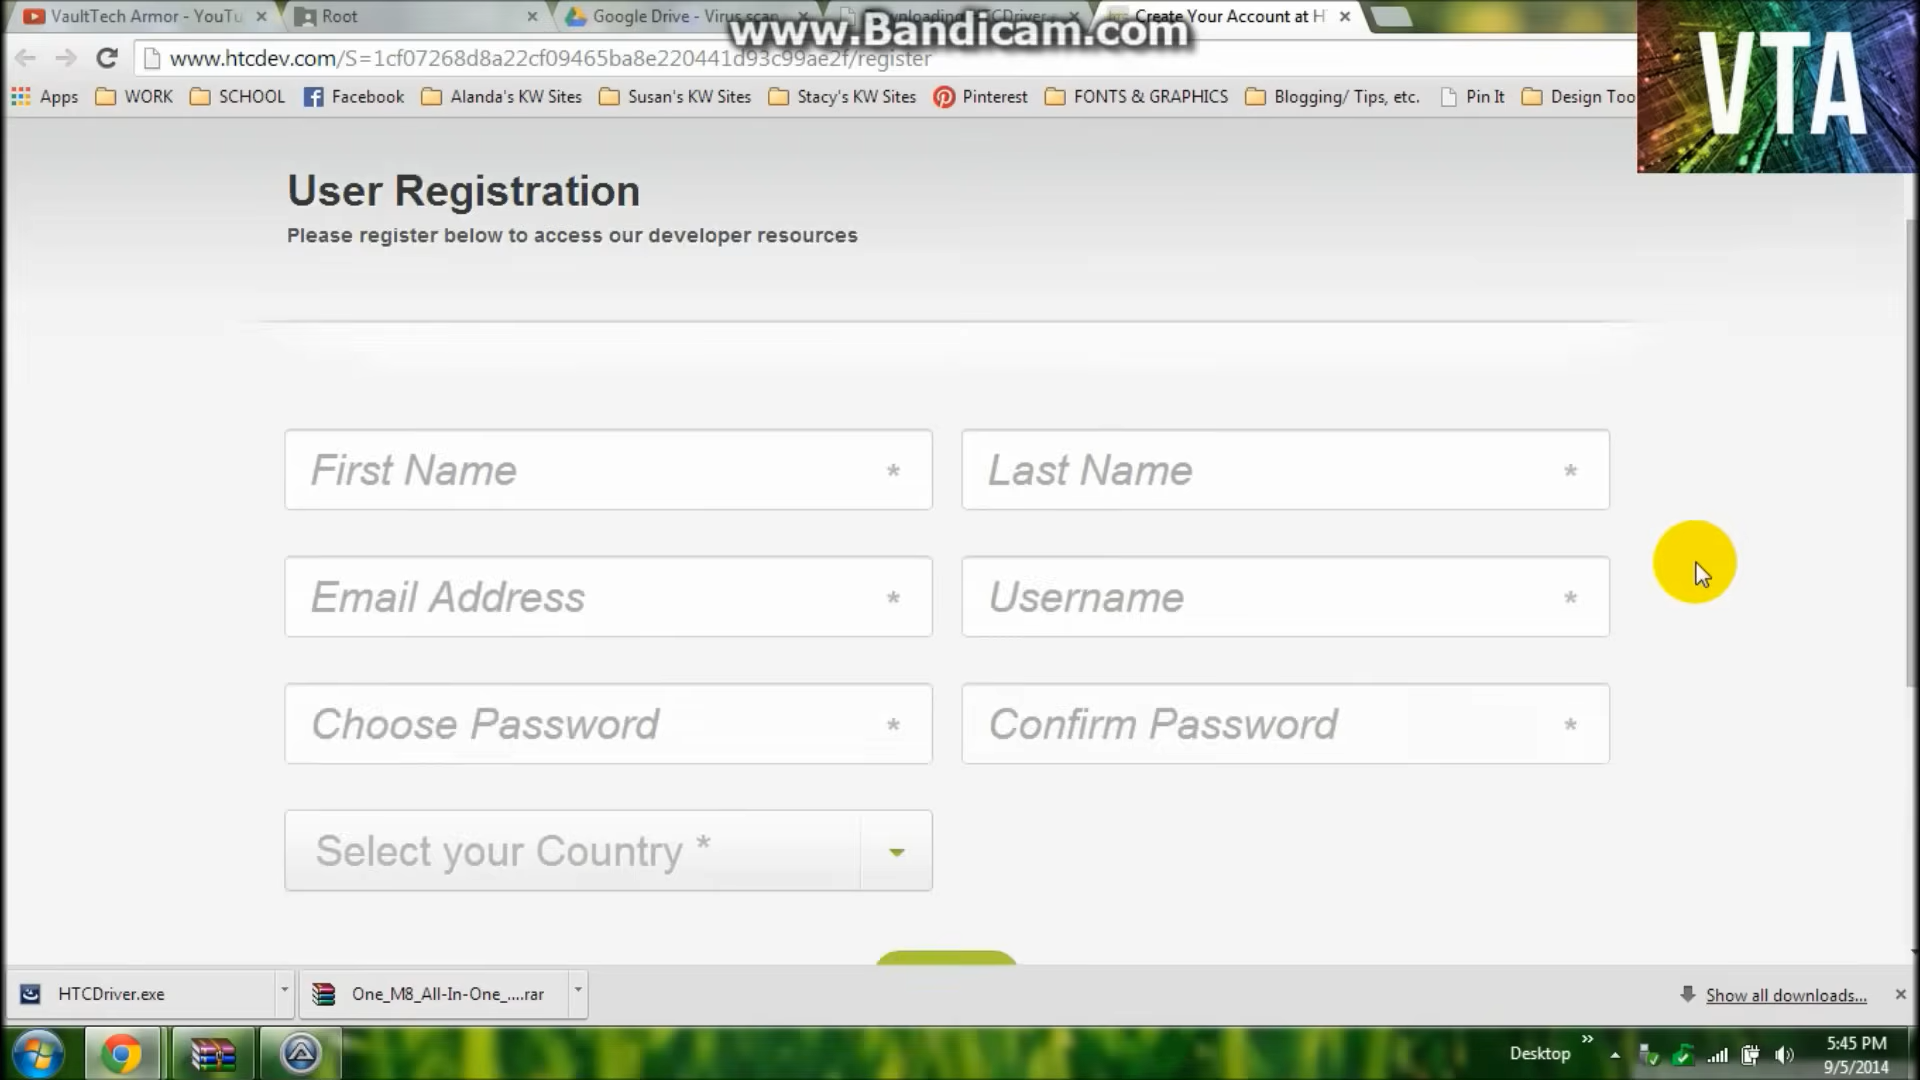 VaultTech Armor - YouTu
Root
Google Drive - Virus scan
Create Your Account at H
www.Bandicam.com
www.htcdev.com/S=1cf07268d8a22cf09465ba8e220441d93c99ae2f/register
Apps
WORK
SCHOOL
Facebook
Alanda's KW Sites
Susan's KW Sites
Stacy's KW Sites
Pinterest
FONTS & GRAPHICS
Blogging/ Tips, etc.
Pin It
Design Too
VTA
User Registration
Please register below to access our developer resources
First Name *
Last Name *
Email Address *
Username *
Choose Password *
Confirm Password *
Select your Country *
HTCDriver.exe
One_M8_All-In-One_....rar
Show all downloads...
Desktop
5:45 PM
9/5/2014